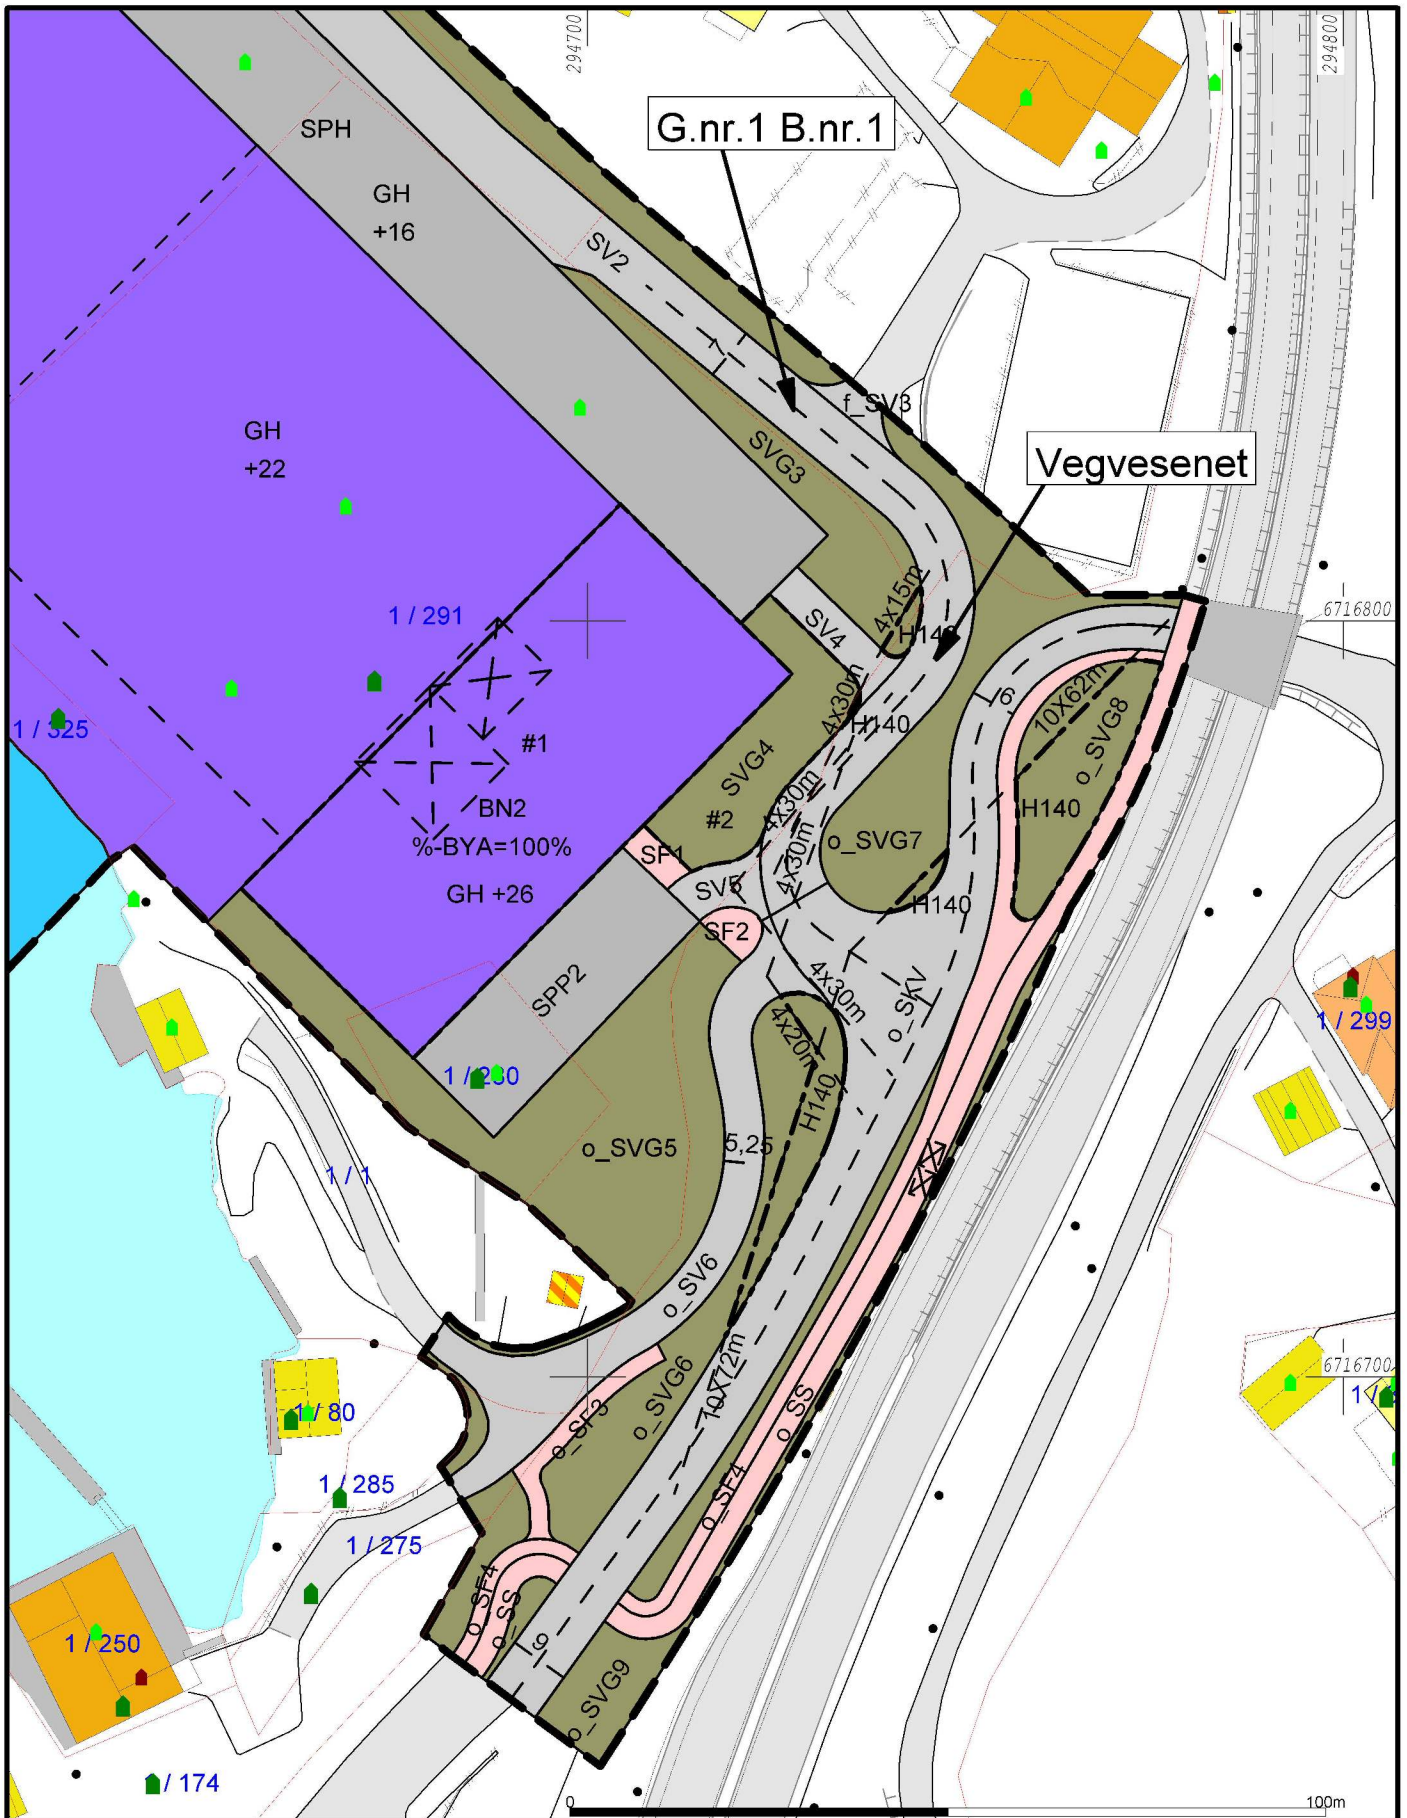 294700
294800
G.nr.1 B.nr.1
SPH
GH
+16
SV2
7
f_SV3
GH
+22
SVG3
Vegvesenet
4x15m
1 / 291
SV4
H140
6716800
6
10X62m
4x30m
H140
o_SVG8
1 / 325
#1
SVG4
BN2
#2
4x30m
H140
%-BYA=100%
SF1
4x30m
o_SVG7
SV5
GH +26
H140
SF2
SPP2
4x30m
o_SKV
4x20m
1 / 299
1 / 280
H140
5,25
o_SVG5
1 / 1
o_SV6
6716700
10X72m
o_SVG6
o_SS
1 / 80
o_SF3
1 /
1 / 285
o_SF4
1 / 275
o_SF4
o_SS
1 / 250
9
o_SVG9
/ 174
0
100m